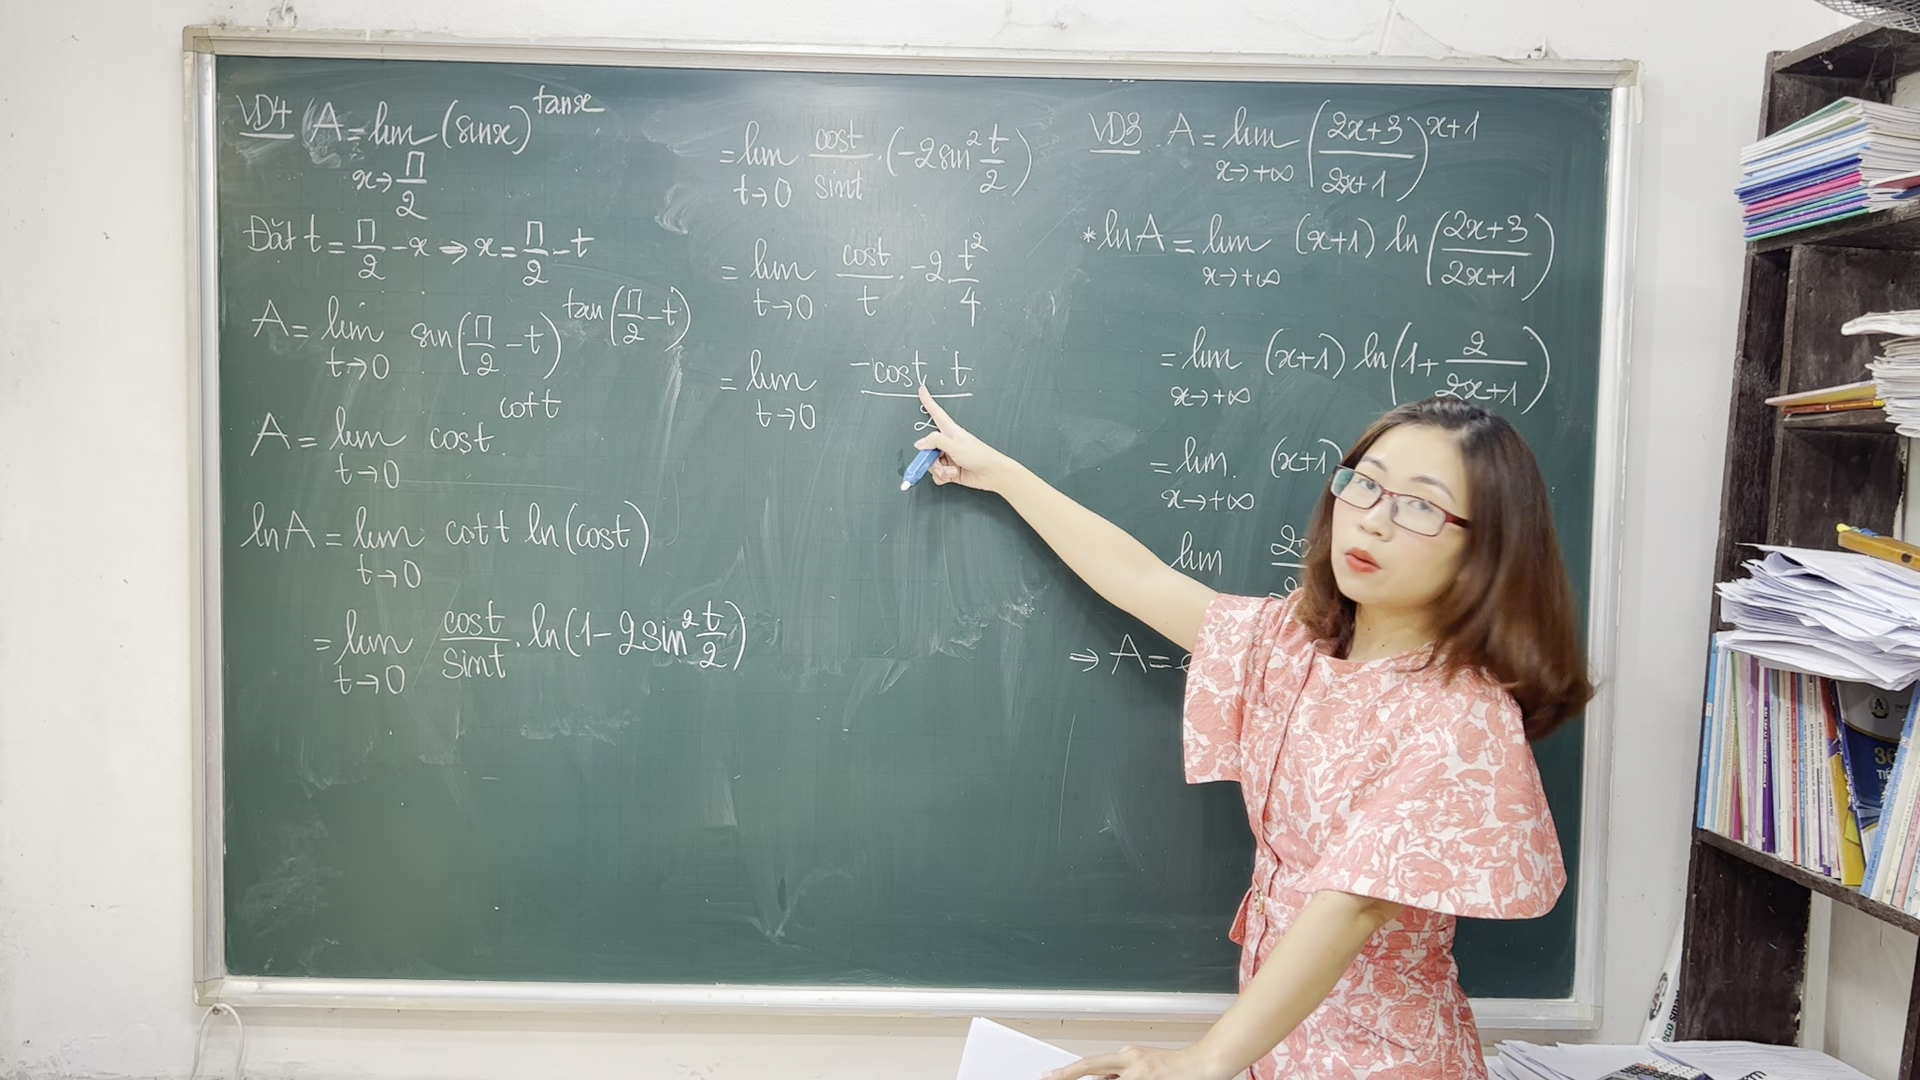 VD4 A = lim (sinx)^tanx
x→π/2
Đặt t = π/2 - x ⇒ x = π/2 - t
A = lim sin(π/2 - t)^tan(π/2 - t)
t→0
A = lim cost^cott
t→0
lnA = lim cott ln(cost)
t→0
= lim cost/sint . ln(1 - 2sin² t/2)
t→0
= lim cost/sint . (-2sin² t/2)
t→0
= lim cost/t . -2 . t²/4
t→0
= lim -cost . t / 2
t→0
VD3 . A = lim ((2x+3)/(2x+1))^x+1
x→+∞
* lnA = lim (x+1) ln((2x+3)/(2x+1))
x→+∞
= lim (x+1) ln(1 + 2/(2x+1))
x→+∞
= lim (x+1)
x→+∞
lim
⇒ A =
36